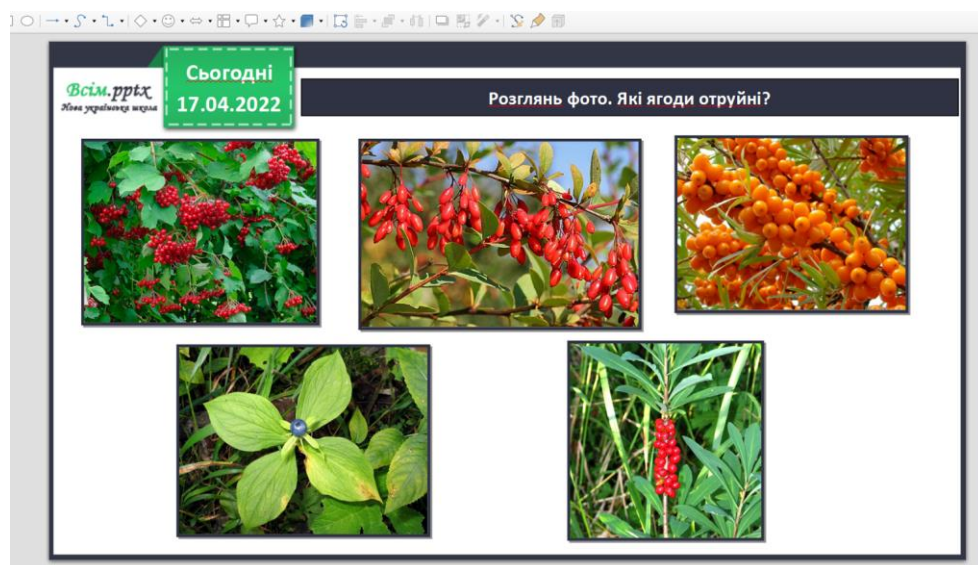 Всім.pptx
Нова українська школа
Сьогодні
17.04.2022
Розглянь фото. Які ягоди отруйні?